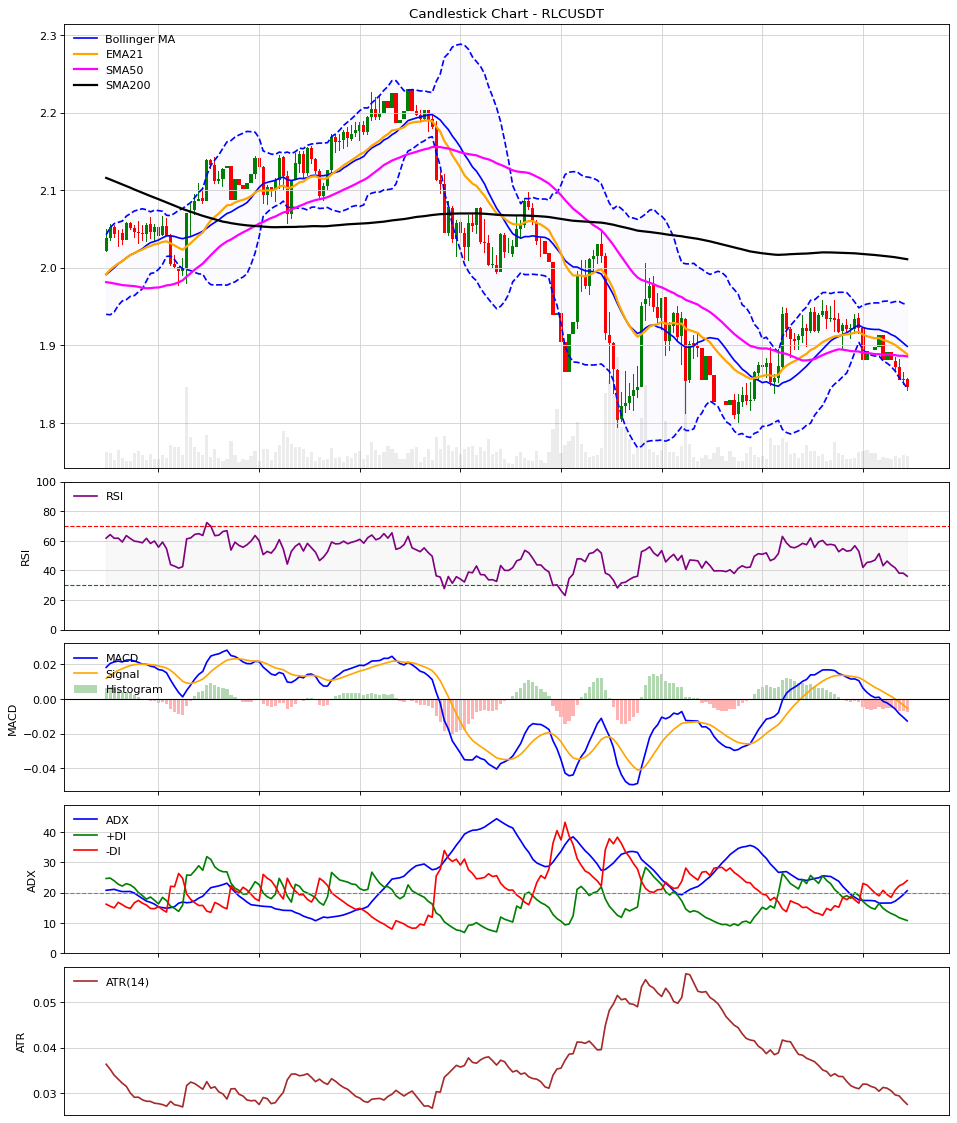 Candlestick Chart - RLCUSDT
2.3
2.2
2.1
2.0
1.9
1.8
Bollinger MA
EMA21
SMA50
SMA200
100
80
60
40
20
0
RSI
RSI
0.02
0.00
−0.02
−0.04
MACD
MACD
Signal
Histogram
40
30
20
10
0
ADX
ADX
+DI
-DI
0.05
0.04
0.03
ATR
ATR(14)